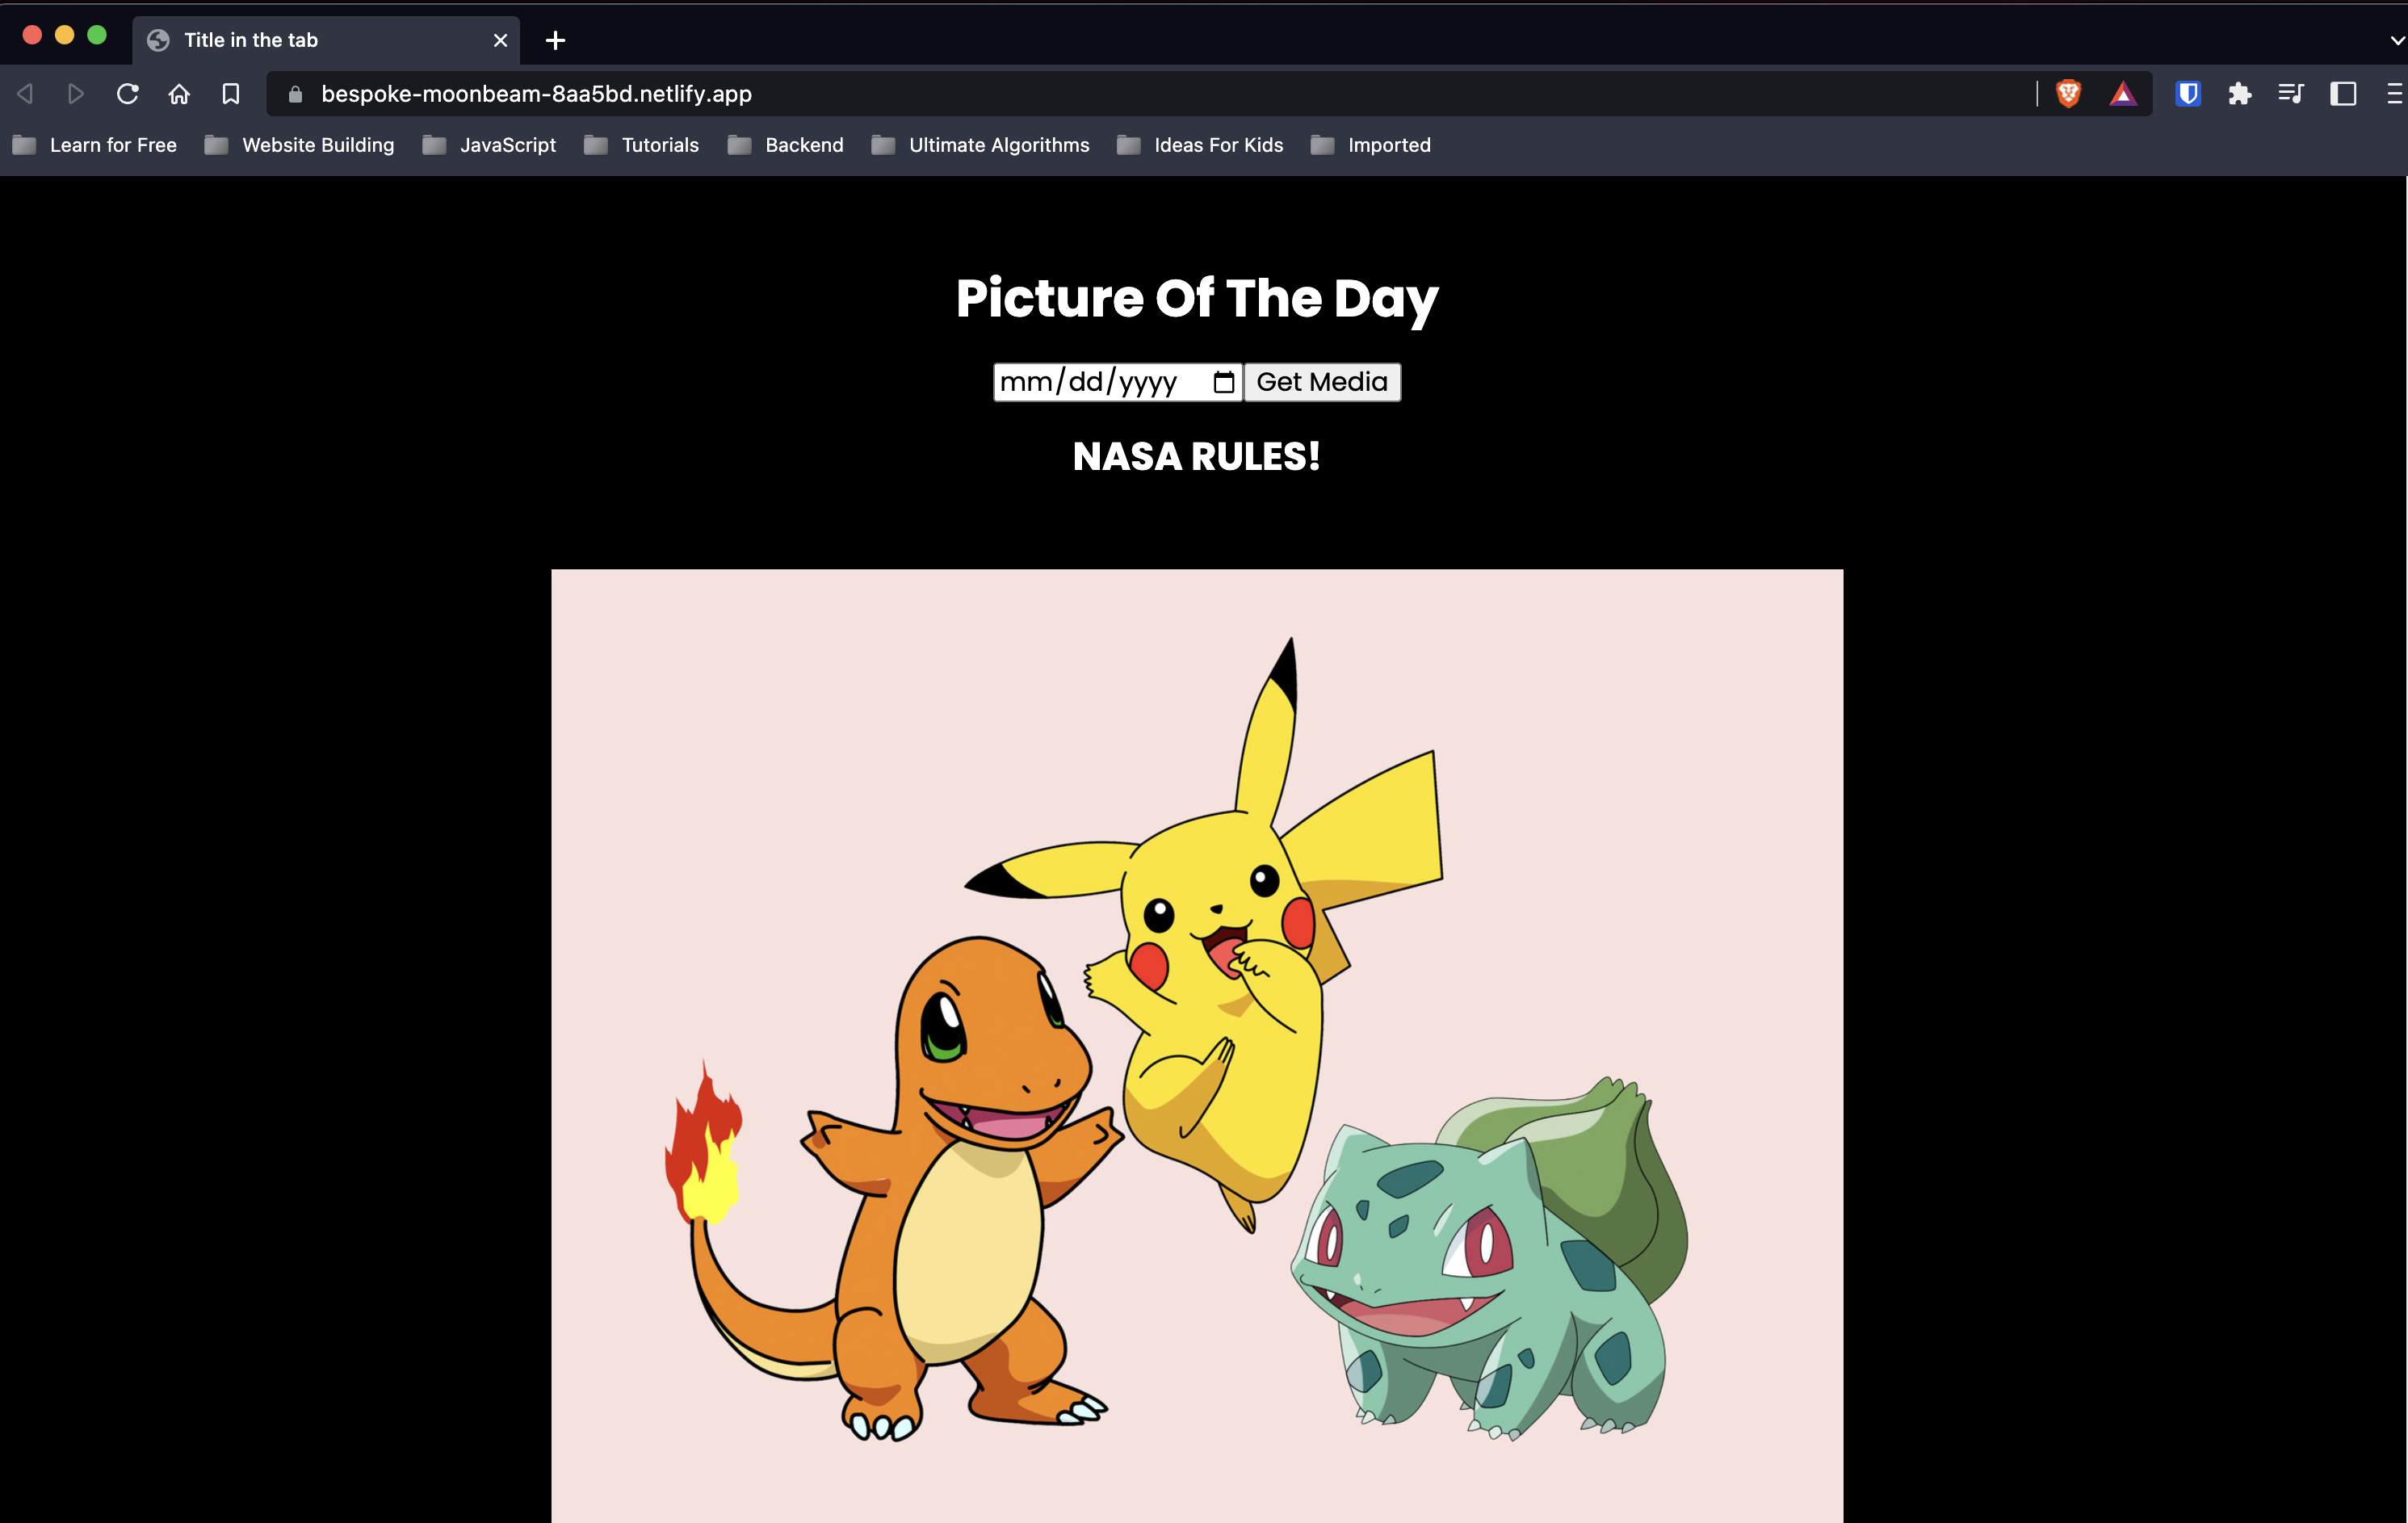 Title in the tab
bespoke-moonbeam-8aa5bd.netlify.app
Learn for Free Website Building JavaScript Tutorials Backend Ultimate Algorithms Ideas For Kids Imported
Picture Of The Day
mm/dd/yyyy Get Media
NASA RULES!